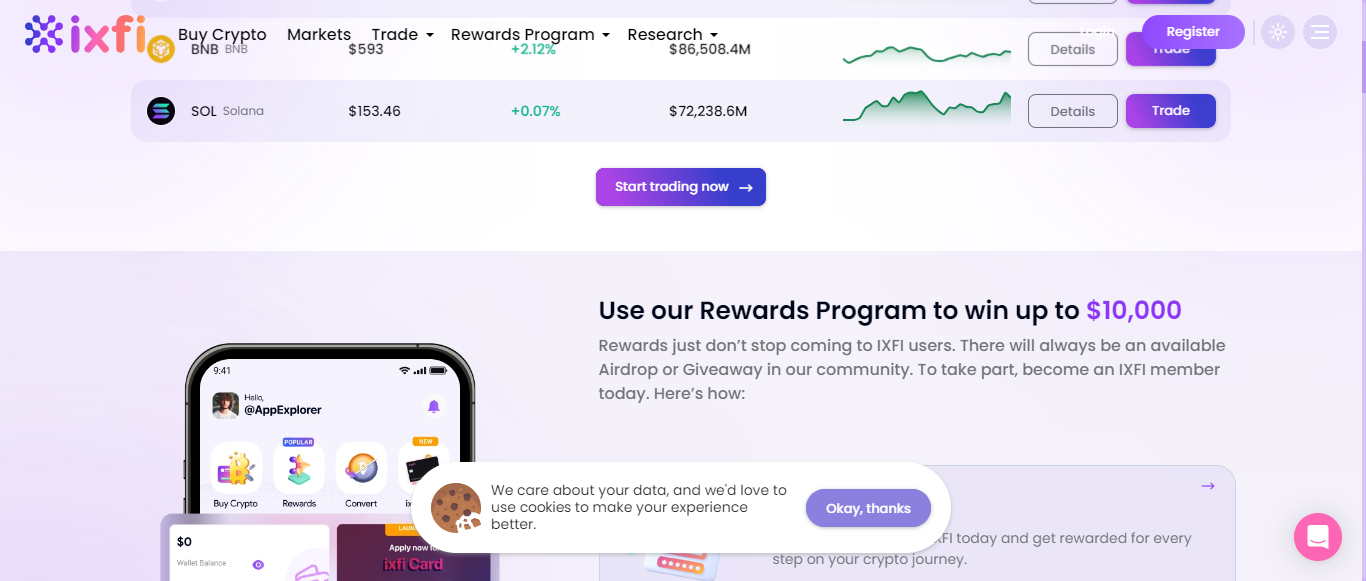 ixfi
Buy Crypto Markets Trade Rewards Program Research Login Register
BNB BNB $593 +2.12% $86,508.4M Details Trade
SOL Solana $153.46 +0.07% $72,238.6M Details Trade
Start trading now →
Use our Rewards Program to win up to $10,000
Rewards just don’t stop coming to IXFI users. There will always be an available
Airdrop or Giveaway in our community. To take part, become an IXFI member
today. Here’s how:
9:41
Hello,
@AppExplorer
POPULAR NEW
Buy Crypto Rewards Convert
We care about your data, and we'd love to
use cookies to make your experience
better.
Okay, thanks
$0
Wallet Balance
Apply now
ixfi Card
today and get rewarded for every
step on your crypto journey.